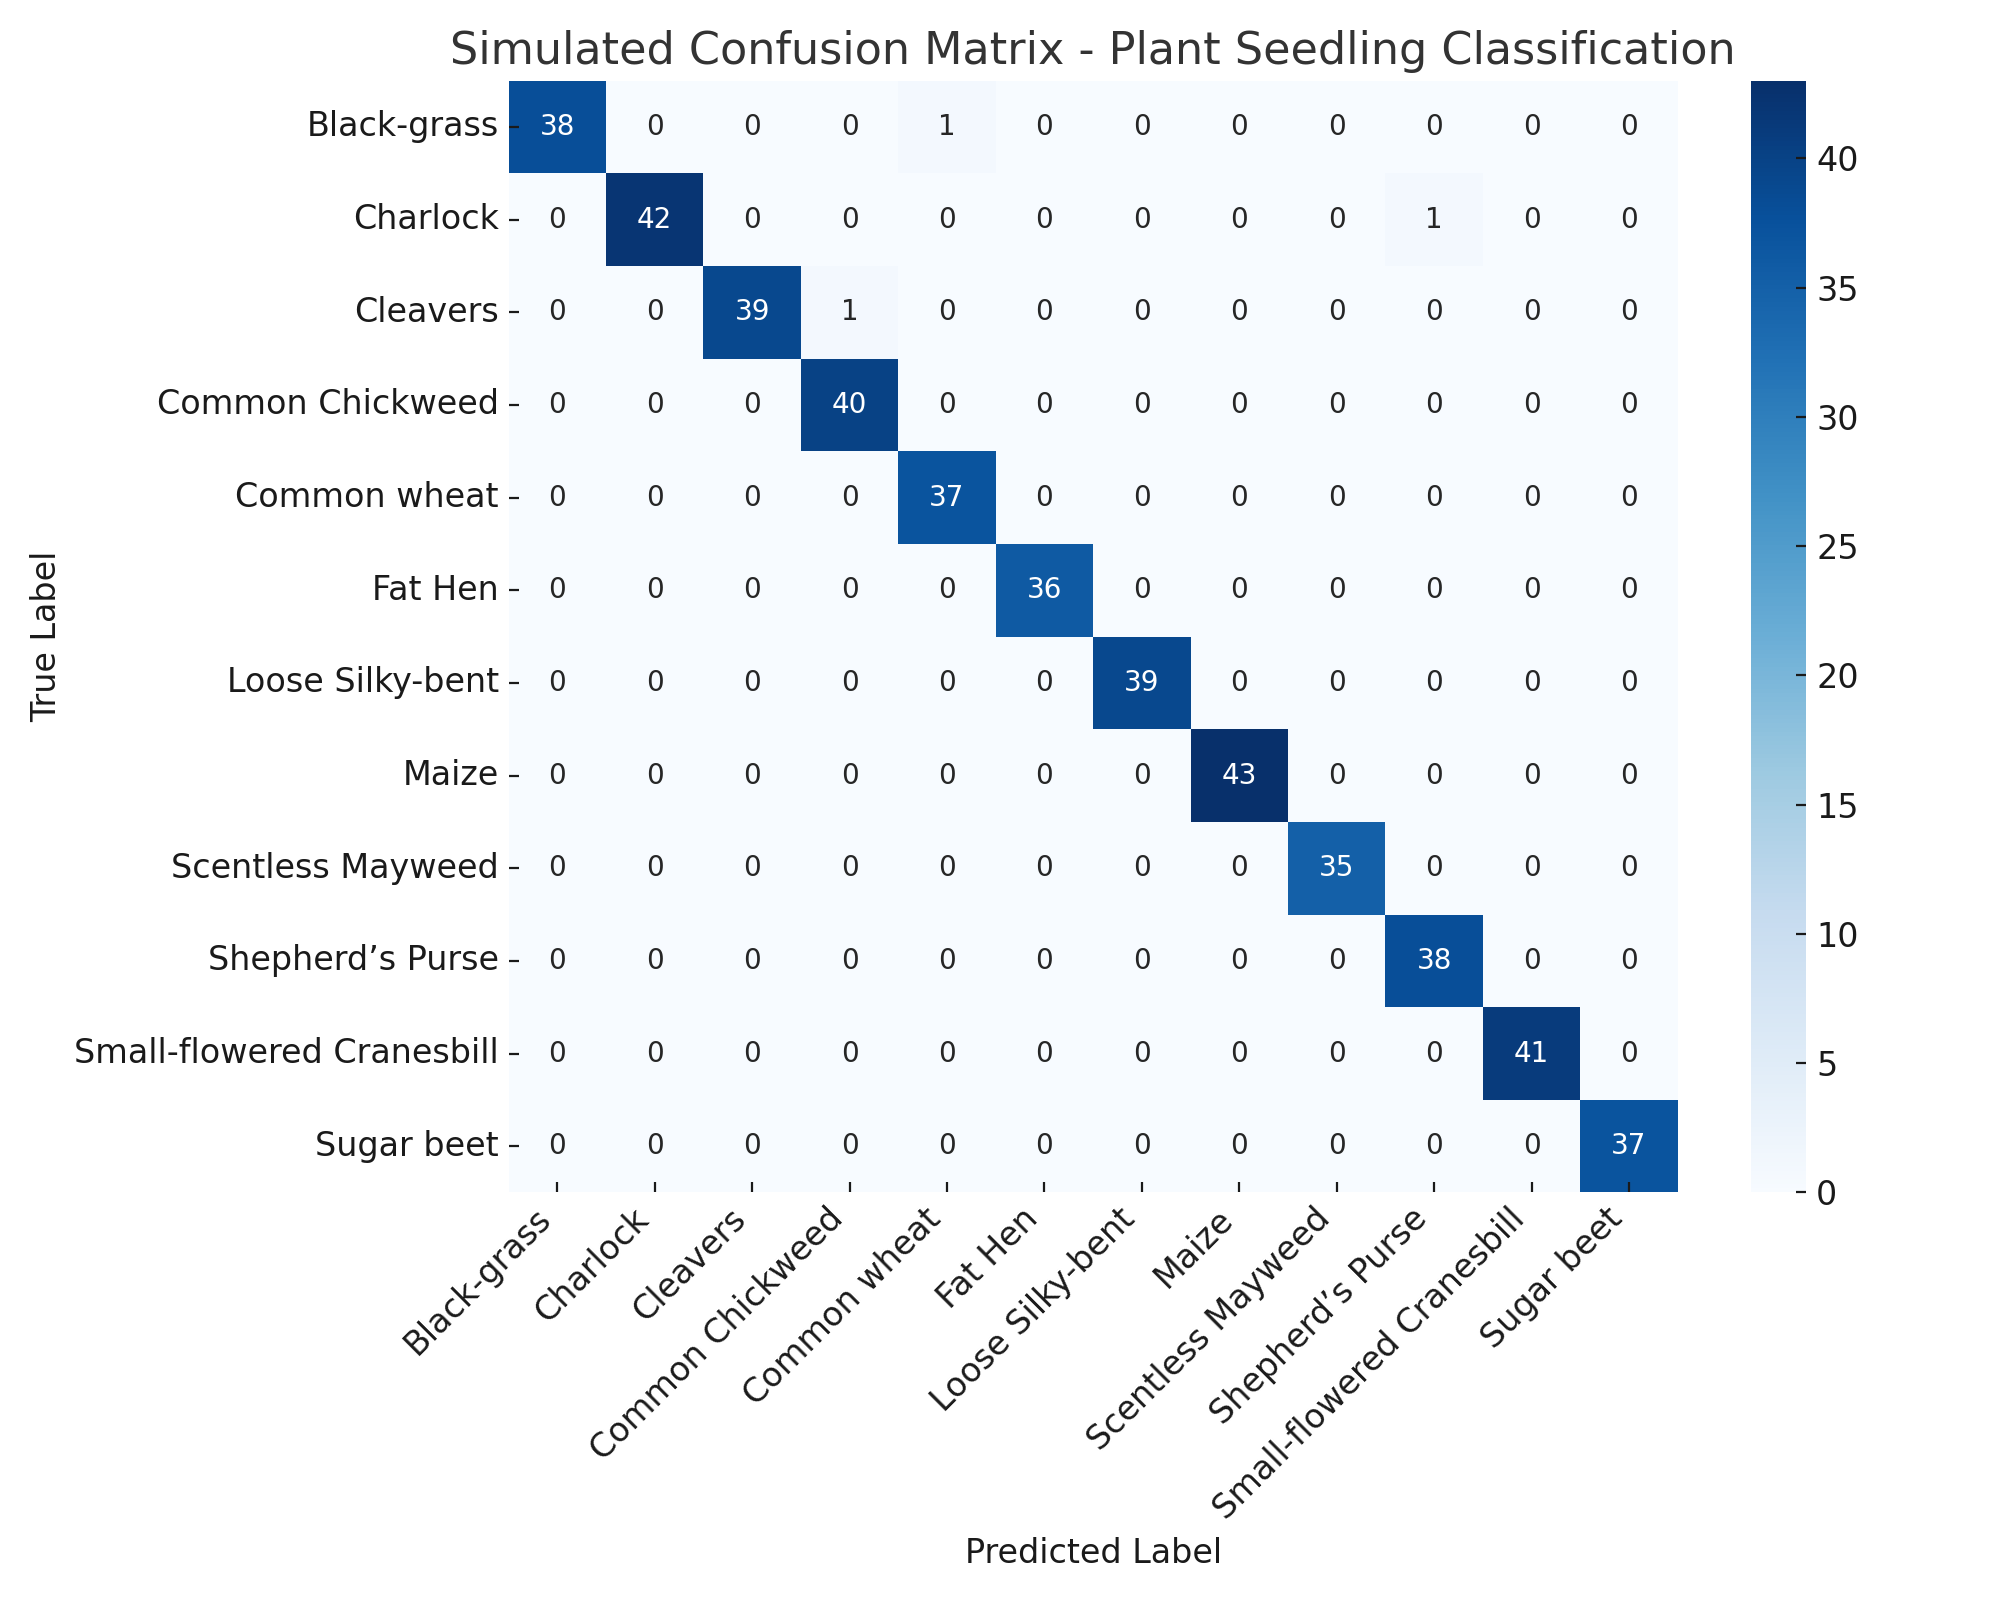 Simulated Confusion Matrix - Plant Seedling Classification
True Label
Black-grass 38 0 0 0 1 0 0 0 0 0 0 0
Charlock 0 42 0 0 0 0 0 0 0 1 0 0
Cleavers 0 0 39 1 0 0 0 0 0 0 0 0
Common Chickweed 0 0 0 40 0 0 0 0 0 0 0 0
Common wheat 0 0 0 0 37 0 0 0 0 0 0 0
Fat Hen 0 0 0 0 0 36 0 0 0 0 0 0
Loose Silky-bent 0 0 0 0 0 0 39 0 0 0 0 0
Maize 0 0 0 0 0 0 0 43 0 0 0 0
Scentless Mayweed 0 0 0 0 0 0 0 0 35 0 0 0
Shepherd’s Purse 0 0 0 0 0 0 0 0 0 38 0 0
Small-flowered Cranesbill 0 0 0 0 0 0 0 0 0 0 41 0
Sugar beet 0 0 0 0 0 0 0 0 0 0 0 37
Black-grass
Charlock
Cleavers
Common Chickweed
Common wheat
Fat Hen
Loose Silky-bent
Maize
Scentless Mayweed
Shepherd’s Purse
Small-flowered Cranesbill
Sugar beet
Predicted Label
40
35
30
25
20
15
10
5
0